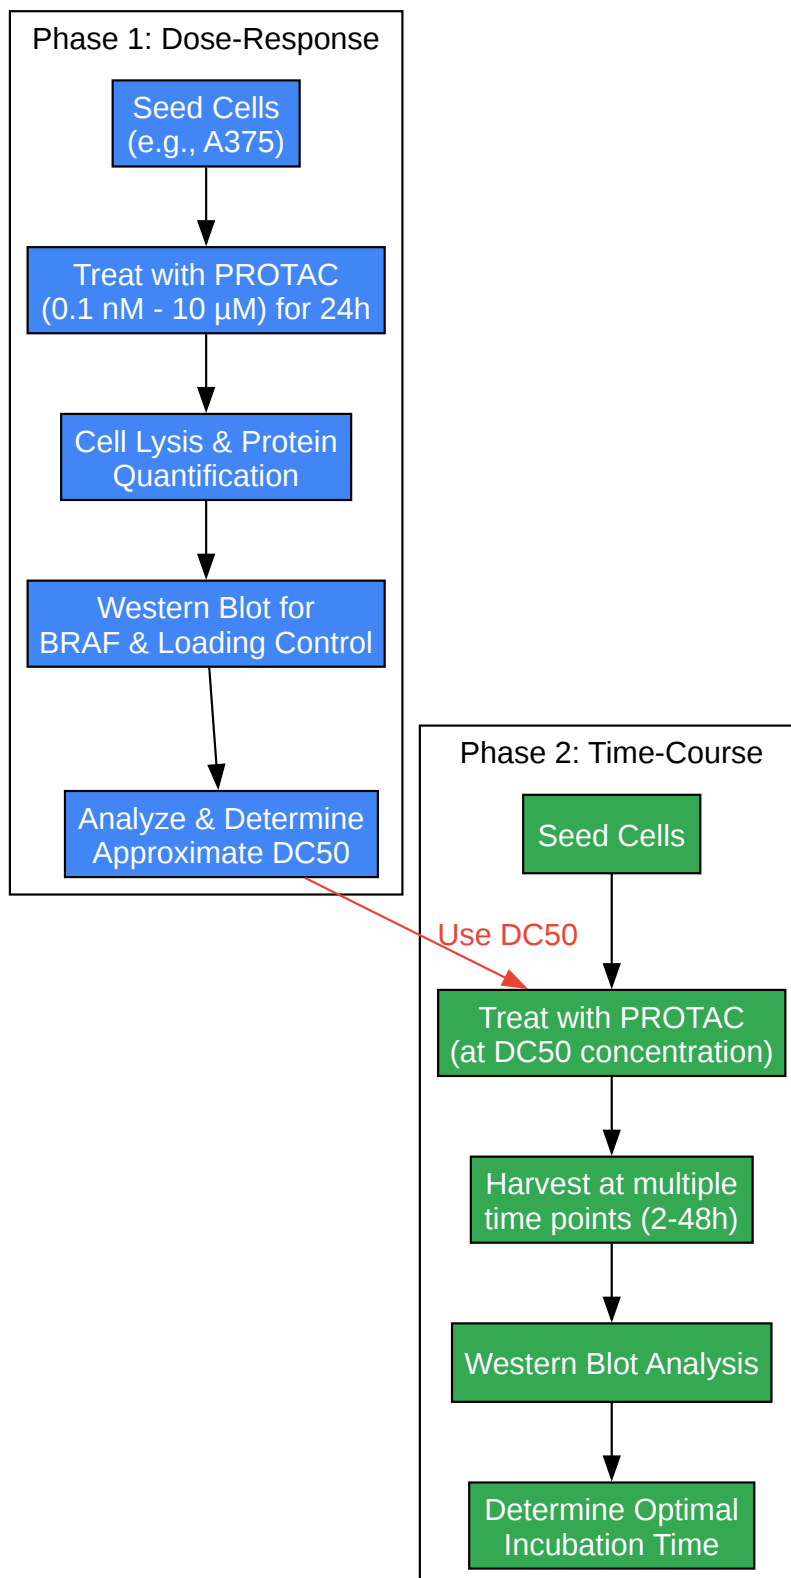 Phase 1: Dose-Response
Seed Cells
(e.g., A375)
Treat with PROTAC
(0.1 nM - 10 µM) for 24h
Cell Lysis & Protein
Quantification
Western Blot for
BRAF & Loading Control
Analyze & Determine
Approximate DC50
Use DC50
Phase 2: Time-Course
Seed Cells
Treat with PROTAC
(at DC50 concentration)
Harvest at multiple
time points (2-48h)
Western Blot Analysis
Determine Optimal
Incubation Time